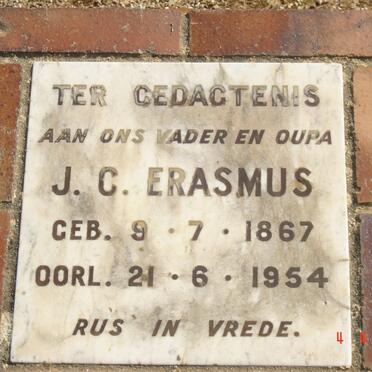 TER GEDAGTENIS
AAN ONS VADER EN OUPA
J. C. ERASMUS
GEB. 9 · 7 · 1867
OORL. 21 · 6 · 1954
RUS IN VREDE.
4